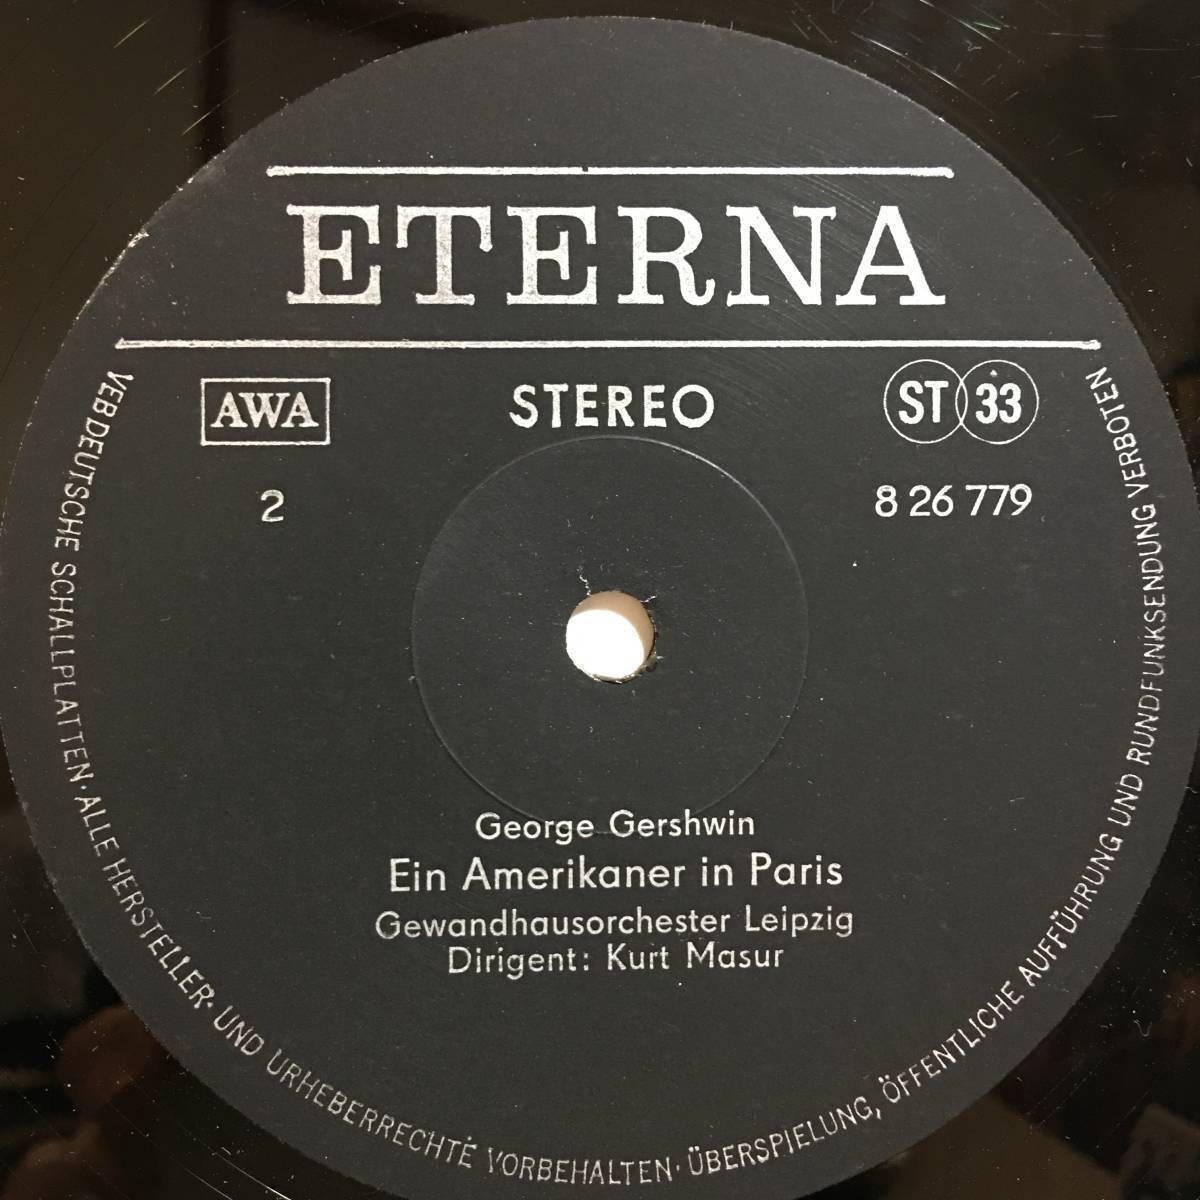 ETERNA
AWA
STEREO
ST 33
2
8 26 779
George Gershwin
Ein Amerikaner in Paris
Gewandhausorchester Leipzig
Dirigent: Kurt Masur
VEB DEUTSCHE SCHALLPLATTEN · ALLE HERSTELLER- UND URHEBERRECHTE VORBEHALTEN · ÜBERSPIELUNG, ÖFFENTLICHE AUFFÜHRUNG UND RUNDFUNKSENDUNG VERBOTEN